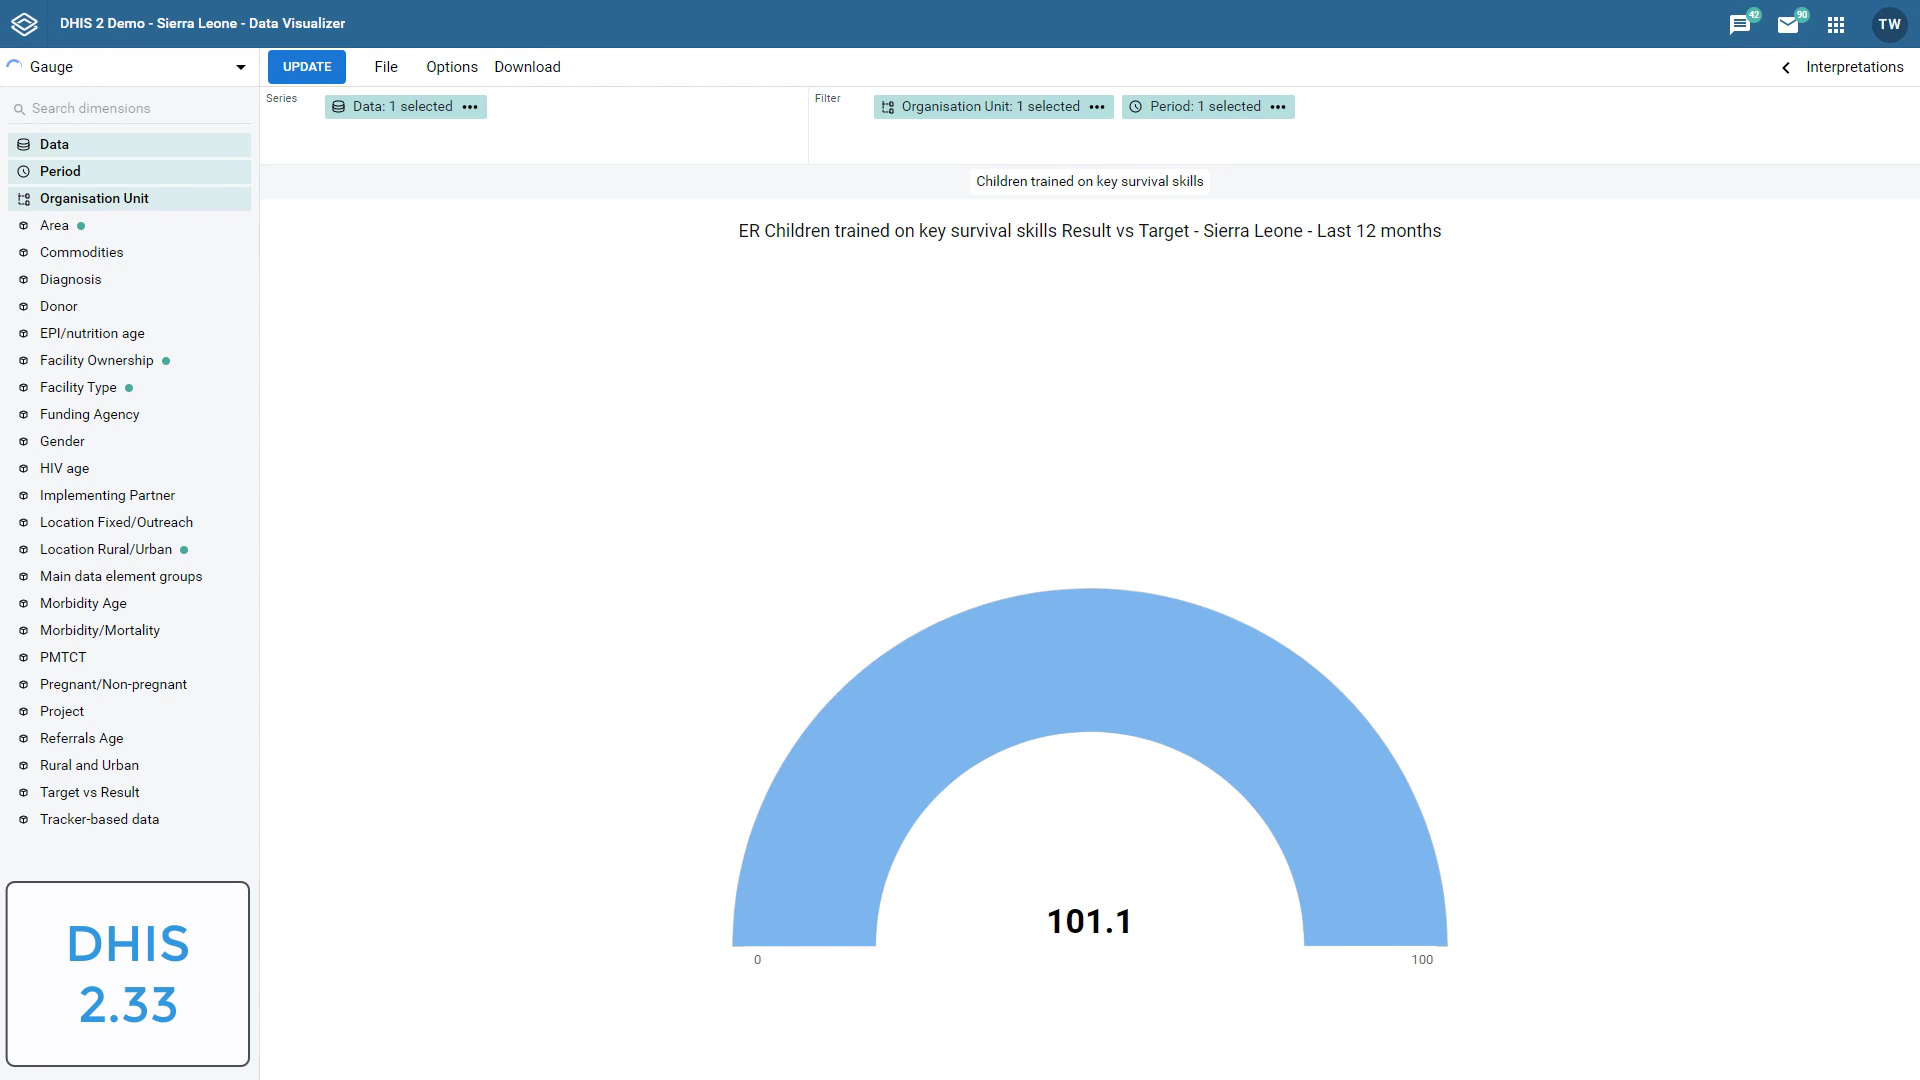 DHIS 2 Demo - Sierra Leone - Data Visualizer
42
90
TW
Gauge
UPDATE
File
Options
Download
Interpretations
Search dimensions
Series
Data: 1 selected
Filter
Organisation Unit: 1 selected
Period: 1 selected
Children trained on key survival skills
Data
Period
Organisation Unit
Area
Commodities
Diagnosis
Donor
EPI/nutrition age
Facility Ownership
Facility Type
Funding Agency
Gender
HIV age
Implementing Partner
Location Fixed/Outreach
Location Rural/Urban
Main data element groups
Morbidity Age
Morbidity/Mortality
PMTCT
Pregnant/Non-pregnant
Project
Referrals Age
Rural and Urban
Target vs Result
Tracker-based data
ER Children trained on key survival skills Result vs Target - Sierra Leone - Last 12 months
101.1
0
100
DHIS
2.33